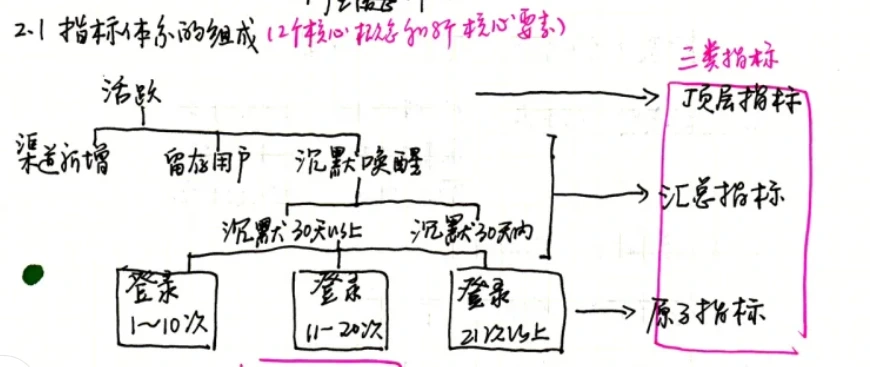 2.1 指标体系的组成(12个核心概念和8个核心要素)
三类指标
活跃
顶层指标
渠道新增 留存用户 沉默唤醒
汇总指标
沉默30天以上 沉默30天内
登录
1~10次
登录
11-20次
登录
21次以上
原子指标